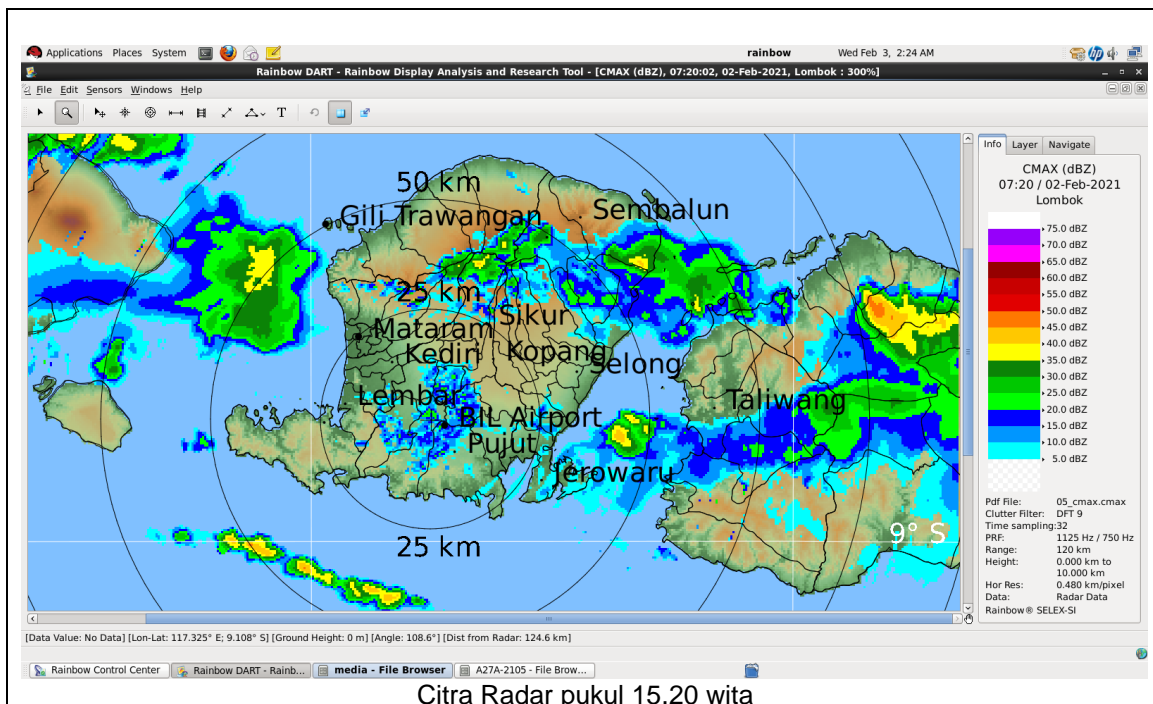 Applications Places System
rainbow
Wed Feb 3, 2:24 AM
Rainbow DART - Rainbow Display Analysis and Research Tool - [CMAX (dBZ), 07:20:02, 02-Feb-2021, Lombok : 300%]
File Edit Sensors Windows Help
T
50 km
Gili Trawangan
Sembalun
25 km
Sikur
Mataram
Kediri Kopang
Selong
Lembar
Taliwang
BIL Airport
Pujut
Jerowaru
25 km
9° S
Info Layer Navigate
CMAX (dBZ)
07:20 / 02-Feb-2021
Lombok
75.0 dBZ
70.0 dBZ
65.0 dBZ
60.0 dBZ
55.0 dBZ
50.0 dBZ
45.0 dBZ
40.0 dBZ
35.0 dBZ
30.0 dBZ
25.0 dBZ
20.0 dBZ
15.0 dBZ
10.0 dBZ
5.0 dBZ
Pdf File: 05_cmax.cmax
Clutter Filter: DFT 9
Time sampling:32
PRF: 1125 Hz / 750 Hz
Range: 120 km
Height: 0.000 km to
10.000 km
Hor Res: 0.480 km/pixel
Data: Radar Data
Rainbow® SELEX-SI
[Data Value: No Data] [Lon-Lat: 117.325° E; 9.108° S] [Ground Height: 0 m] [Angle: 108.6°] [Dist from Radar: 124.6 km]
Rainbow Control Center
Rainbow DART - Rainb...
media - File Browser
A27A-2105 - File Brow...
Citra Radar pukul 15.20 wita